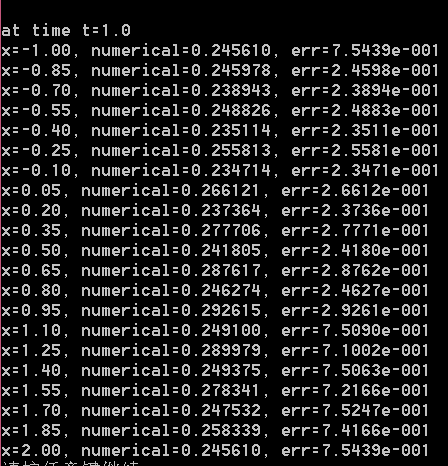 at time t=1.0
x=-1.00, numerical=0.245610, err=7.5439e-001
x=-0.85, numerical=0.245978, err=2.4598e-001
x=-0.70, numerical=0.238943, err=2.3894e-001
x=-0.55, numerical=0.248826, err=2.4883e-001
x=-0.40, numerical=0.235114, err=2.3511e-001
x=-0.25, numerical=0.255813, err=2.5581e-001
x=-0.10, numerical=0.234714, err=2.3471e-001
x=0.05, numerical=0.266121, err=2.6612e-001
x=0.20, numerical=0.237364, err=2.3736e-001
x=0.35, numerical=0.277706, err=2.7771e-001
x=0.50, numerical=0.241805, err=2.4180e-001
x=0.65, numerical=0.287617, err=2.8762e-001
x=0.80, numerical=0.246274, err=2.4627e-001
x=0.95, numerical=0.292615, err=2.9261e-001
x=1.10, numerical=0.249100, err=7.5090e-001
x=1.25, numerical=0.289979, err=7.1002e-001
x=1.40, numerical=0.249375, err=7.5063e-001
x=1.55, numerical=0.278341, err=7.2166e-001
x=1.70, numerical=0.247532, err=7.5247e-001
x=1.85, numerical=0.258339, err=7.4166e-001
x=2.00, numerical=0.245610, err=7.5439e-001